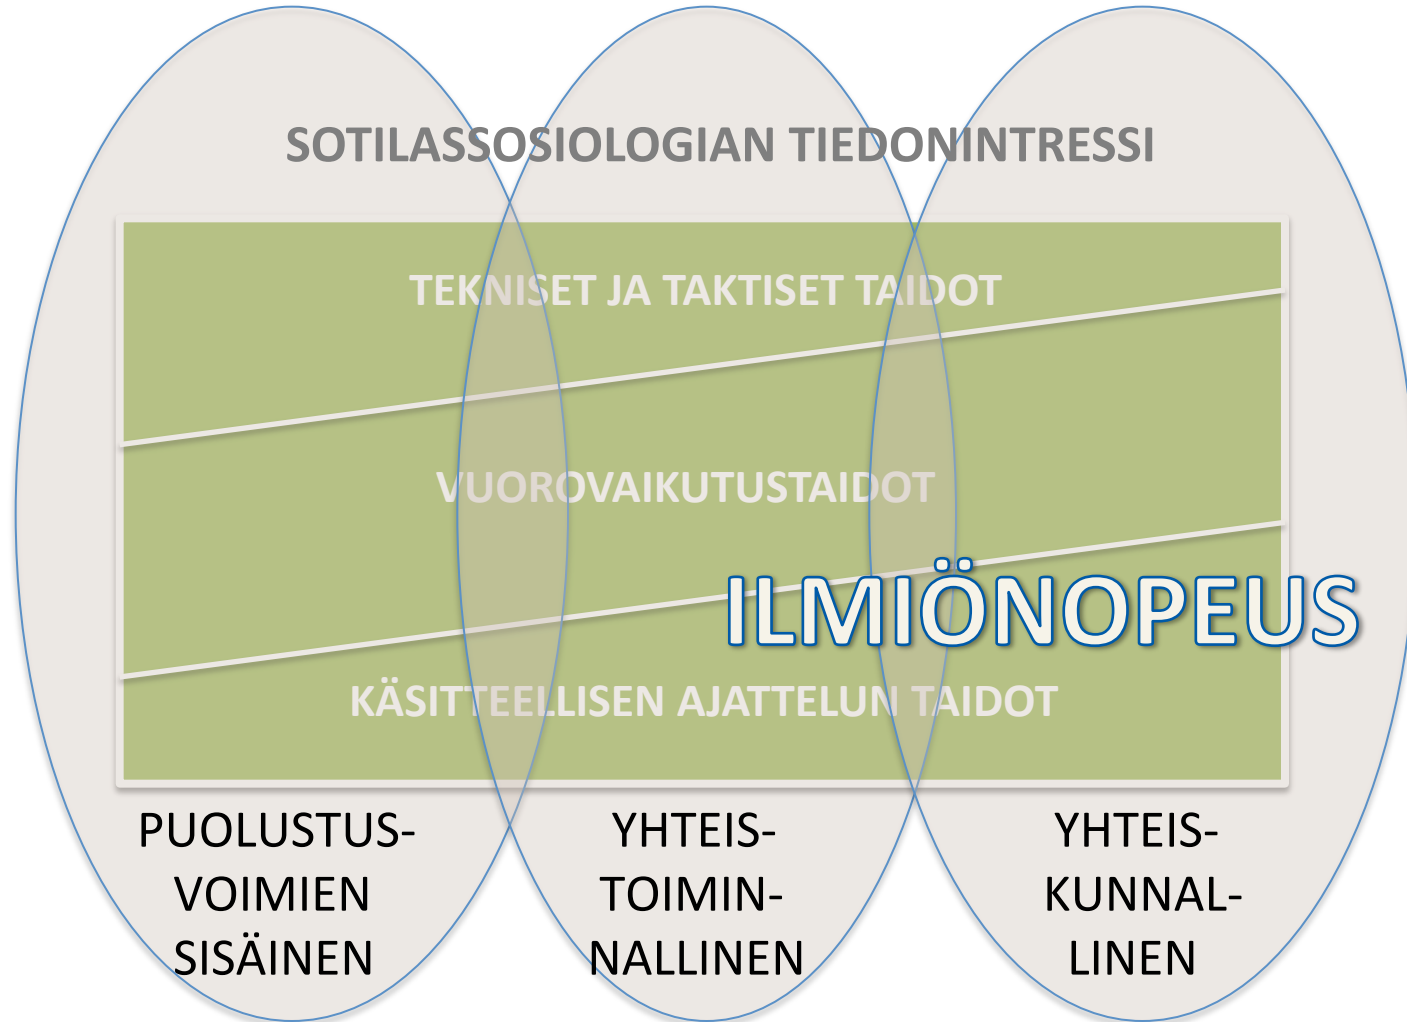 SOTILASSOSIOLOGIAN TIEDONINTRESSI
TEKNISET JA TAKTISET TAIDOT
VUOROVAIKUTUSTAIDOT
ILMIÖNOPEUS
KÄSITTEELLISEN AJATTELUN TAIDOT
PUOLUSTUS-
VOIMIEN
SISÄINEN
YHTEIS-
TOIMIN-
NALLINEN
YHTEIS-
KUNNAL-
LINEN